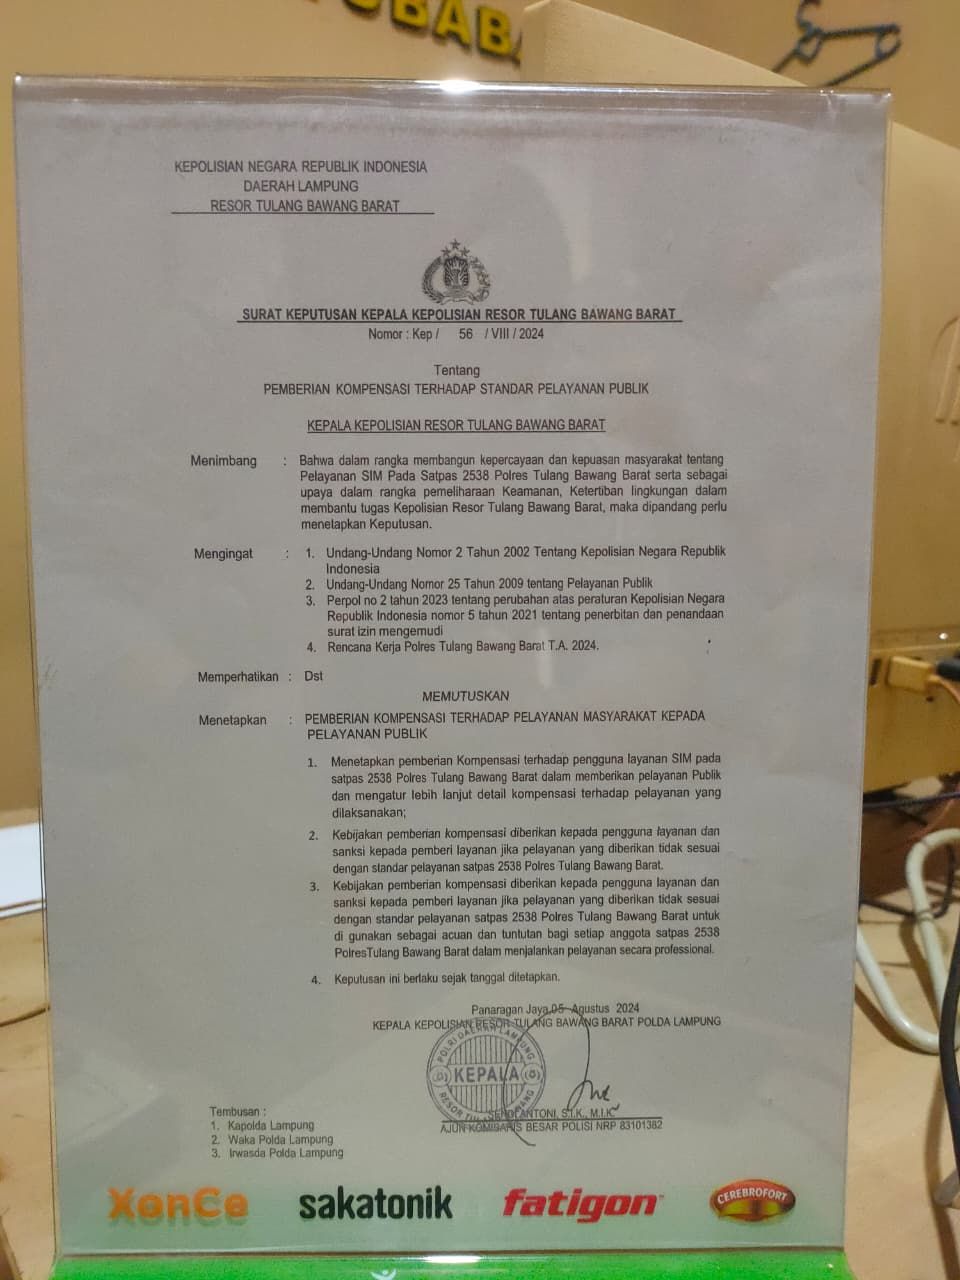 KEPOLISIAN NEGARA REPUBLIK INDONESIA
DAERAH LAMPUNG
RESOR TULANG BAWANG BARAT
SURAT KEPUTUSAN KEPALA KEPOLISIAN RESOR TULANG BAWANG BARAT
Nomor : Kep / 56 / VIII / 2024
Tentang
PEMBERIAN KOMPENSASI TERHADAP STANDAR PELAYANAN PUBLIK
KEPALA KEPOLISIAN RESOR TULANG BAWANG BARAT
Menimbang : Bahwa dalam rangka membangun kepercayaan dan kepuasan masyarakat tentang
Pelayanan SIM Pada Satpas 2538 Polres Tulang Bawang Barat serta sebagai
upaya dalam rangka pemeliharaan Keamanan, Ketertiban lingkungan dalam
membantu tugas Kepolisian Resor Tulang Bawang Barat, maka dipandang perlu
menetapkan Keputusan.
Mengingat : 1. Undang-Undang Nomor 2 Tahun 2002 Tentang Kepolisian Negara Republik
Indonesia
2. Undang-Undang Nomor 25 Tahun 2009 tentang Pelayanan Publik
3. Perpol no 2 tahun 2023 tentang perubahan atas peraturan Kepolisian Negara
Republik Indonesia nomor 5 tahun 2021 tentang penerbitan dan penandaan
surat izin mengemudi
4. Rencana Kerja Polres Tulang Bawang Barat T.A. 2024.
Memperhatikan : Dst
MEMUTUSKAN
Menetapkan : PEMBERIAN KOMPENSASI TERHADAP PELAYANAN MASYARAKAT KEPADA
PELAYANAN PUBLIK
1. Menetapkan pemberian Kompensasi terhadap pengguna layanan SIM pada
satpas 2538 Polres Tulang Bawang Barat dalam memberikan pelayanan Publik
dan mengatur lebih lanjut detail kompensasi terhadap pelayanan yang
dilaksanakan;
2. Kebijakan pemberian kompensasi diberikan kepada pengguna layanan dan
sanksi kepada pemberi layanan jika pelayanan yang diberikan tidak sesuai
dengan standar pelayanan satpas 2538 Polres Tulang Bawang Barat.
3. Kebijakan pemberian kompensasi diberikan kepada pengguna layanan dan
sanksi kepada pemberi layanan jika pelayanan yang diberikan tidak sesuai
dengan standar pelayanan satpas 2538 Polres Tulang Bawang Barat untuk
di gunakan sebagai acuan dan tuntutan bagi setiap anggota satpas 2538
PolresTulang Bawang Barat dalam menjalankan pelayanan secara professional.
4. Keputusan ini berlaku sejak tanggal ditetapkan.
Panaragan Jaya,05 Agustus 2024
KEPALA KEPOLISIAN RESOR TULANG BAWANG BARAT POLDA LAMPUNG
POLRI DAERAH LAMPUNG
KEPALA
S.I.K., M.I.K
AJUN KOMISARIS BESAR POLISI NRP 83101382
Tembusan :
1. Kapolda Lampung
2. Waka Polda Lampung
3. Irwasda Polda Lampung
XonCe sakatonik fatigon CEREBROFORT